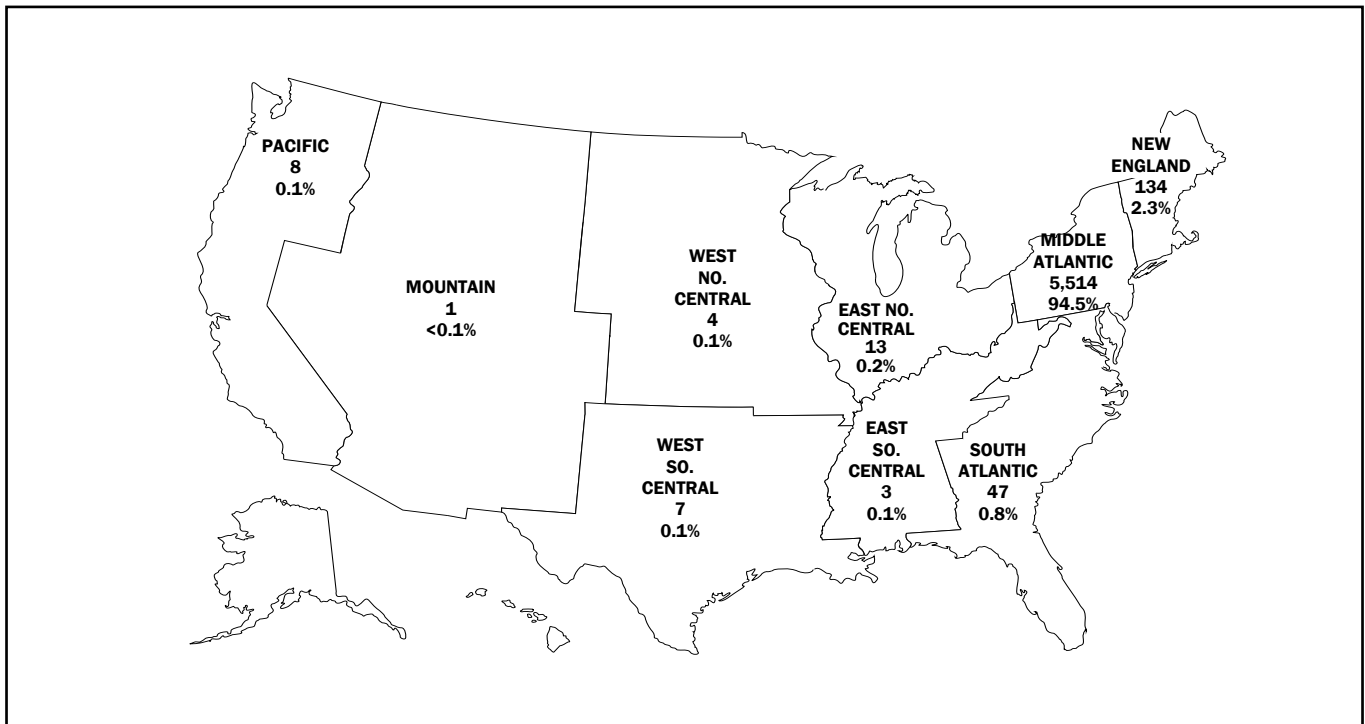 PACIFIC
8
0.1%
MOUNTAIN
1
<0.1%
WEST
NO.
CENTRAL
4
0.1%
EAST NO.
CENTRAL
13
0.2%
NEW
ENGLAND
134
2.3%
MIDDLE
ATLANTIC
5,514
94.5%
WEST
SO.
CENTRAL
7
0.1%
EAST
SO.
CENTRAL
3
0.1%
SOUTH
ATLANTIC
47
0.8%